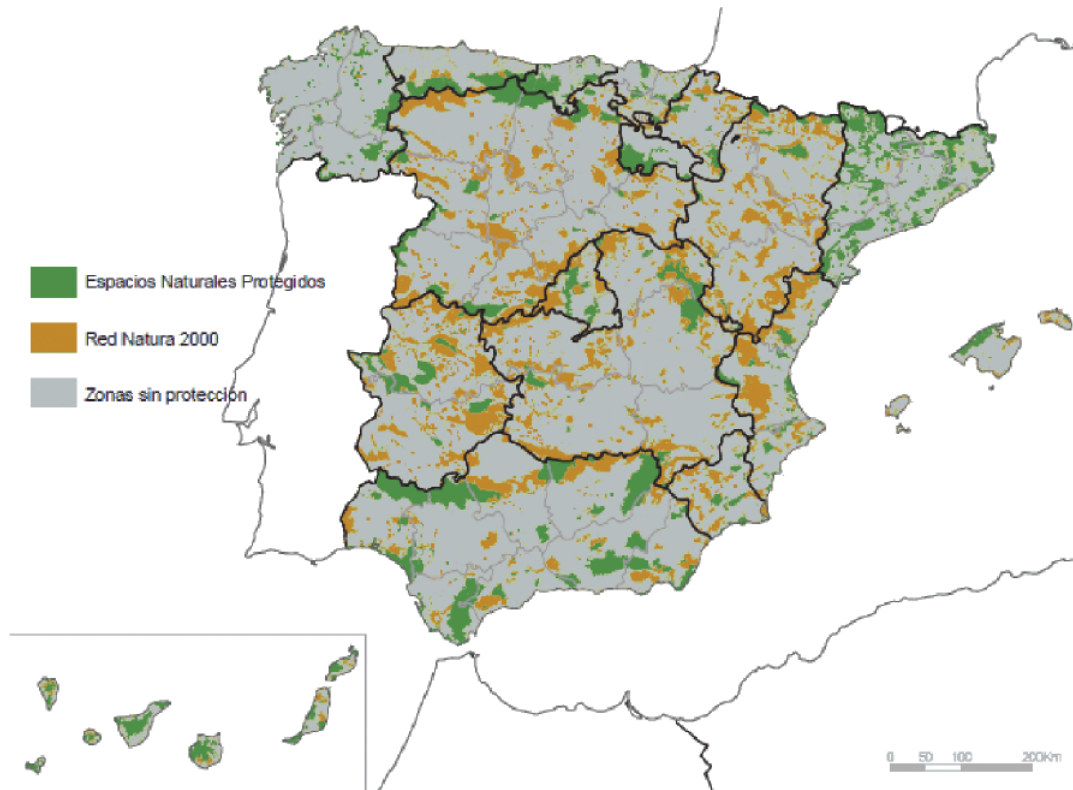 Espacios Naturales Protegidos
Red Natura 2000
Zonas sin protección
0 50 100 200Km